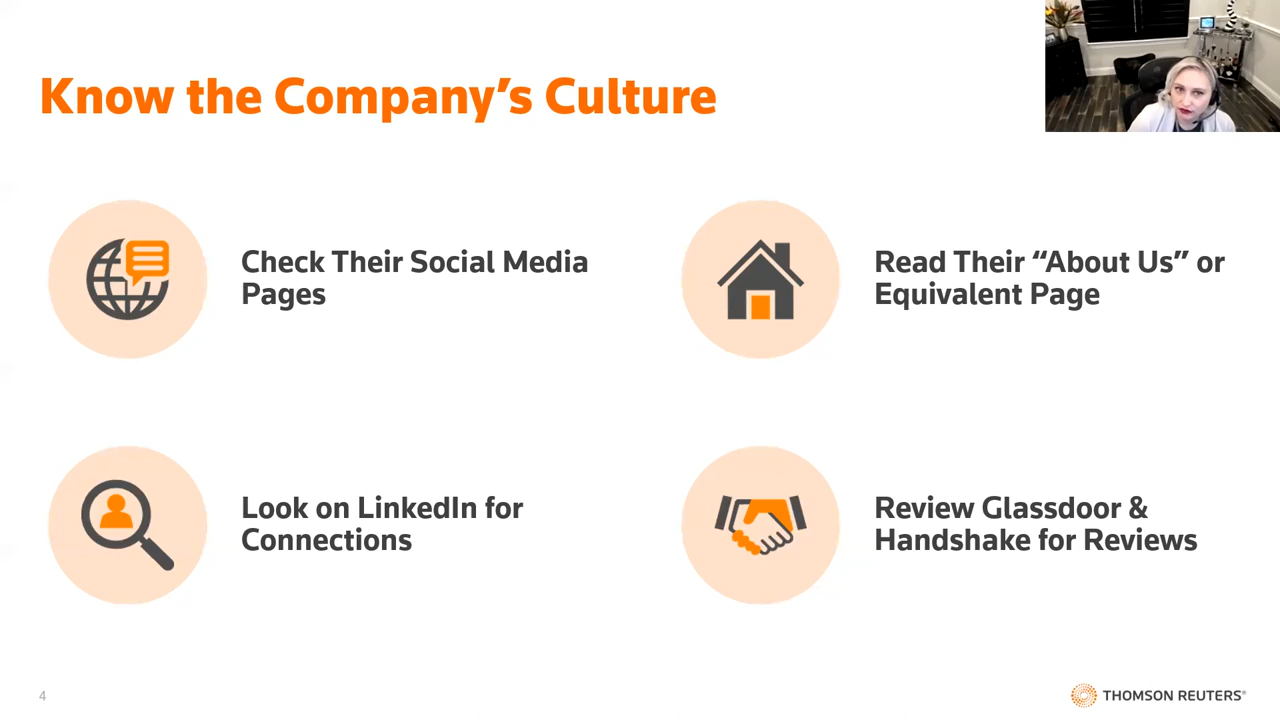 Know the Company’s Culture
Check Their Social Media
Pages
Read Their “About Us” or
Equivalent Page
Look on LinkedIn for
Connections
Review Glassdoor &
Handshake for Reviews
4
THOMSON REUTERS®